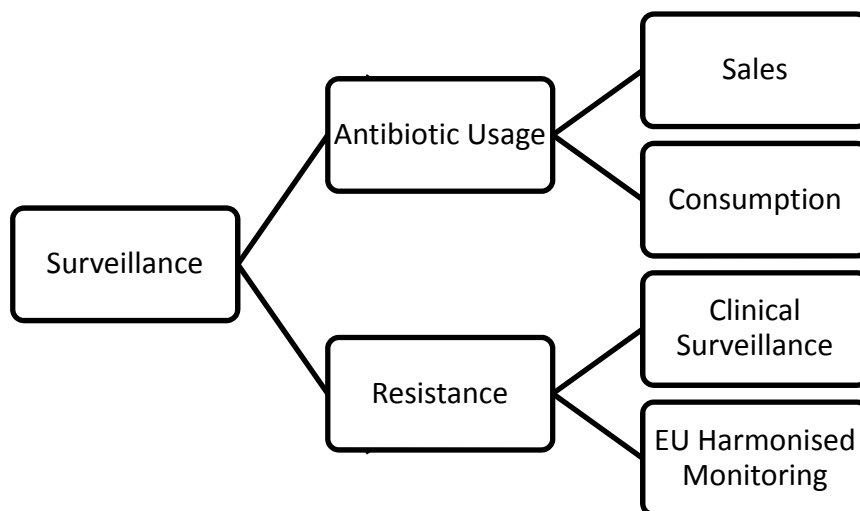 Surveillance
Antibiotic Usage
Sales
Consumption
Resistance
Clinical
Surveillance
EU Harmonised
Monitoring